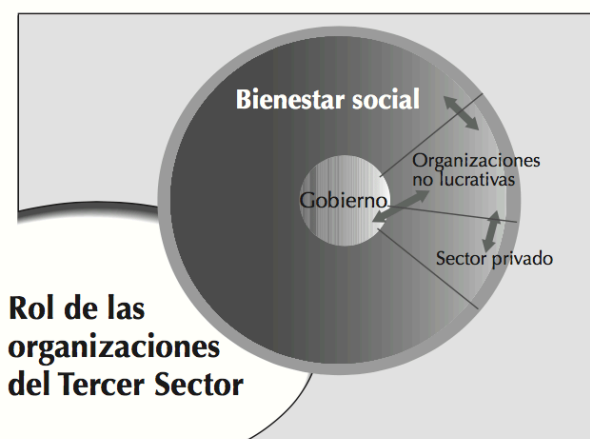 Bienestar social
Organizaciones
no lucrativas
Gobierno
Sector privado
Rol de las
organizaciones
del Tercer Sector